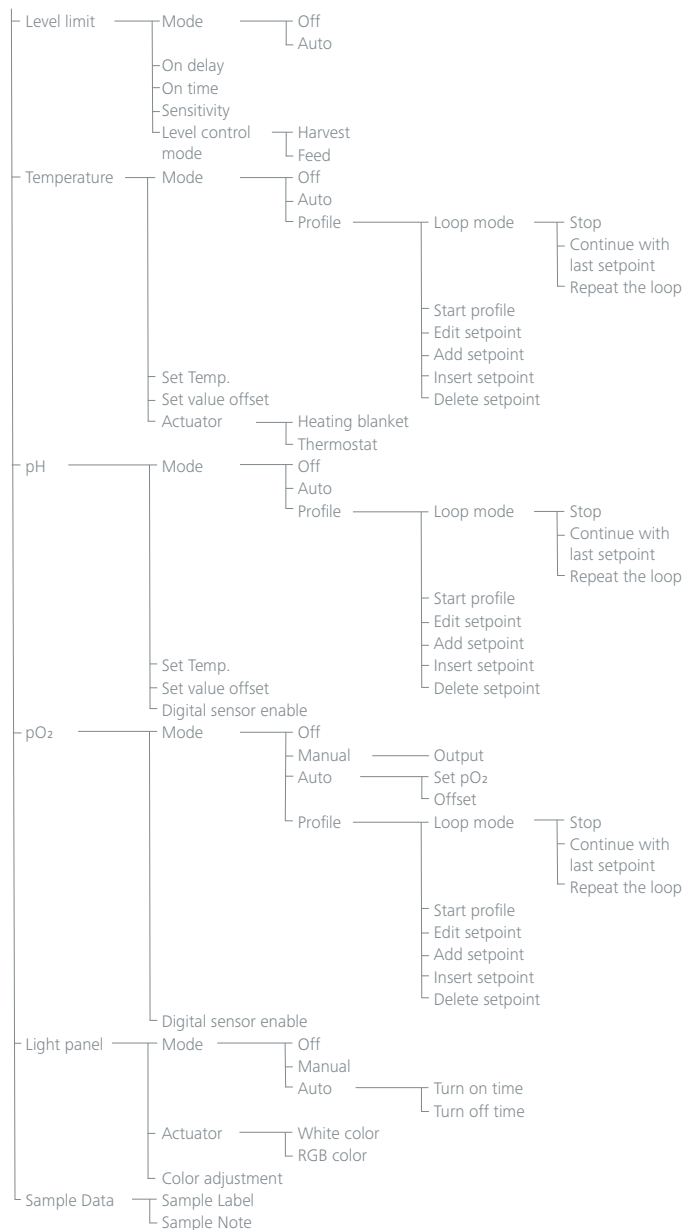 Level limit Mode Off
Auto
On delay
On time
Sensitivity
Level control Harvest
mode
Feed
Temperature Mode Off
Auto
Profile Loop mode Stop
Continue with
last setpoint
Repeat the loop
Start profile
Edit setpoint
Add setpoint
Set Temp. Insert setpoint
Set value offset Delete setpoint
Actuator Heating blanket
Thermostat
pH Mode Off
Auto
Profile Loop mode Stop
Continue with
last setpoint
Repeat the loop
Start profile
Edit setpoint
Add setpoint
Set Temp. Insert setpoint
Set value offset Delete setpoint
Digital sensor enable
pO₂ Mode Off
Manual Output
Auto Set pO₂
Offset
Profile Loop mode Stop
Continue with
last setpoint
Repeat the loop
Start profile
Edit setpoint
Add setpoint
Insert setpoint
Delete setpoint
Digital sensor enable
Light panel Mode Off
Manual
Auto Turn on time
Turn off time
Actuator White color
RGB color
Color adjustment
Sample Data Sample Label
Sample Note